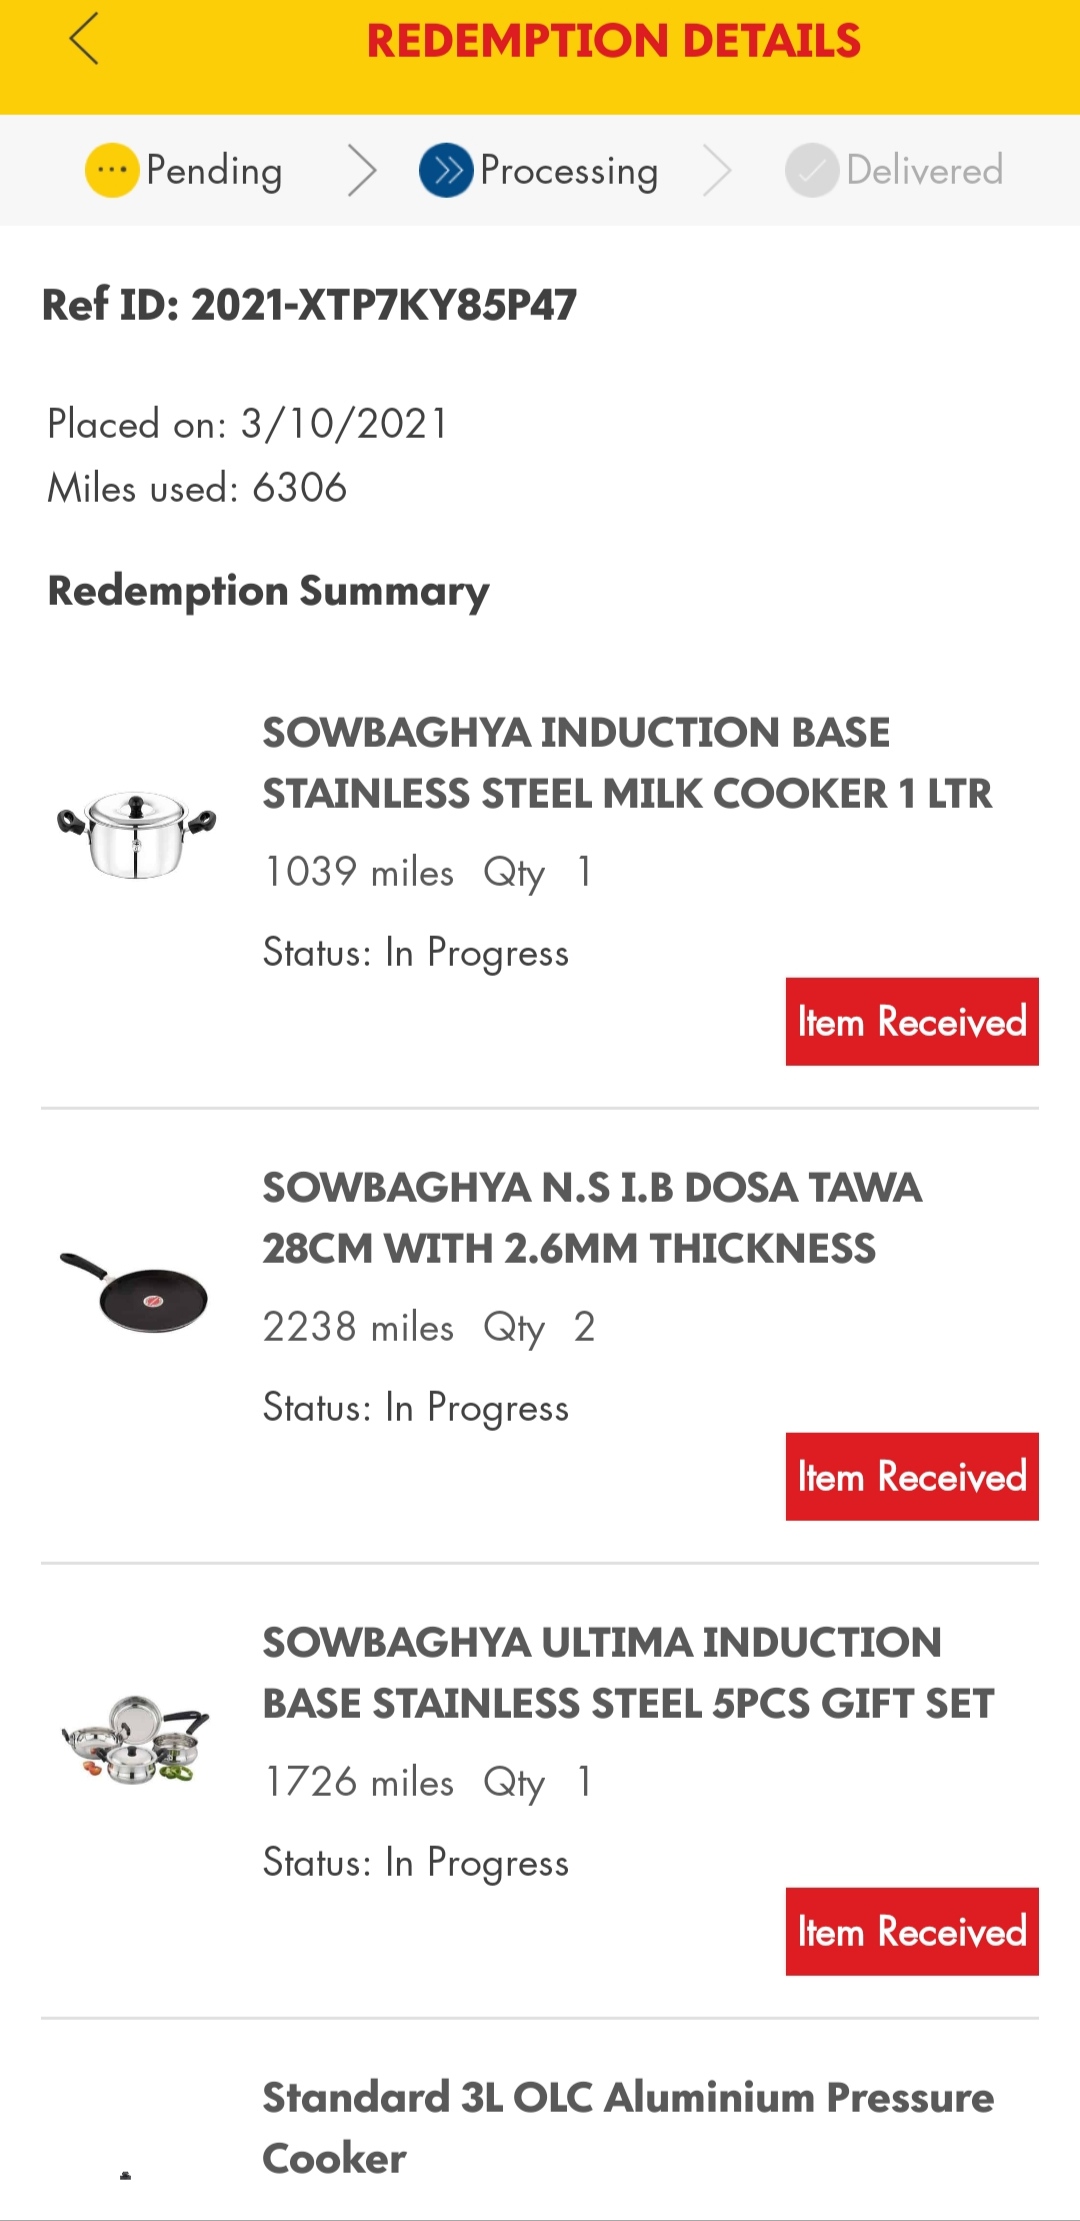 REDEMPTION DETAILS
Pending
Processing
Delivered
Ref ID: 2021-XTP7KY85P47
Placed on: 3/10/2021
Miles used: 6306
Redemption Summary
SOWBAGHYA INDUCTION BASE
STAINLESS STEEL MILK COOKER 1 LTR
1039 miles Qty 1
Status: In Progress
Item Received
SOWBAGHYA N.S I.B DOSA TAWA
28CM WITH 2.6MM THICKNESS
2238 miles Qty 2
Status: In Progress
Item Received
SOWBAGHYA ULTIMA INDUCTION
BASE STAINLESS STEEL 5PCS GIFT SET
1726 miles Qty 1
Status: In Progress
Item Received
Standard 3L OLC Aluminium Pressure
Cooker